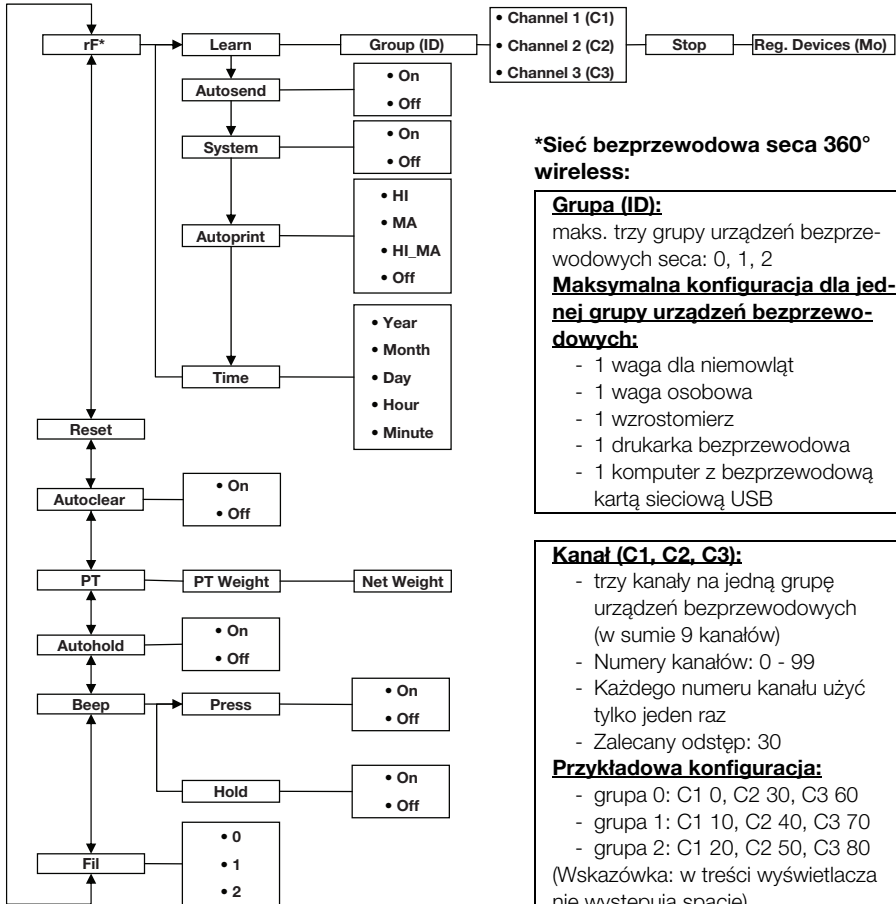 rF*
Learn
Group (ID)
• Channel 1 (C1)
• Channel 2 (C2)
• Channel 3 (C3)
Stop
Reg. Devices (Mo)
Autosend
• On
• Off
System
• On
• Off
Autoprint
• HI
• MA
• HI_MA
• Off
Time
• Year
• Month
• Day
• Hour
• Minute
Reset
Autoclear
• On
• Off
PT
PT Weight
Net Weight
Autohold
• On
• Off
Beep
Press
• On
• Off
Hold
• On
• Off
Fil
• 0
• 1
• 2
*Sieć bezprzewodowa seca 360°
wireless:
Grupa (ID):
maks. trzy grupy urządzeń bezprze-
wodowych seca: 0, 1, 2
Maksymalna konfiguracja dla jed-
nej grupy urządzeń bezprzewo-
dowych:
- 1 waga dla niemowląt
- 1 waga osobowa
- 1 wzrostomierz
- 1 drukarka bezprzewodowa
- 1 komputer z bezprzewodową
kartą sieciową USB
Kanał (C1, C2, C3):
- trzy kanały na jedną grupę
urządzeń bezprzewodowych
(w sumie 9 kanałów)
- Numery kanałów: 0 - 99
- Każdego numeru kanału użyć
tylko jeden raz
- Zalecany odstęp: 30
Przykładowa konfiguracja:
- grupa 0: C1 0, C2 30, C3 60
- grupa 1: C1 10, C2 40, C3 70
- grupa 2: C1 20, C2 50, C3 80
(Wskazówka: w treści wyświetlacza
nie występują spacje)